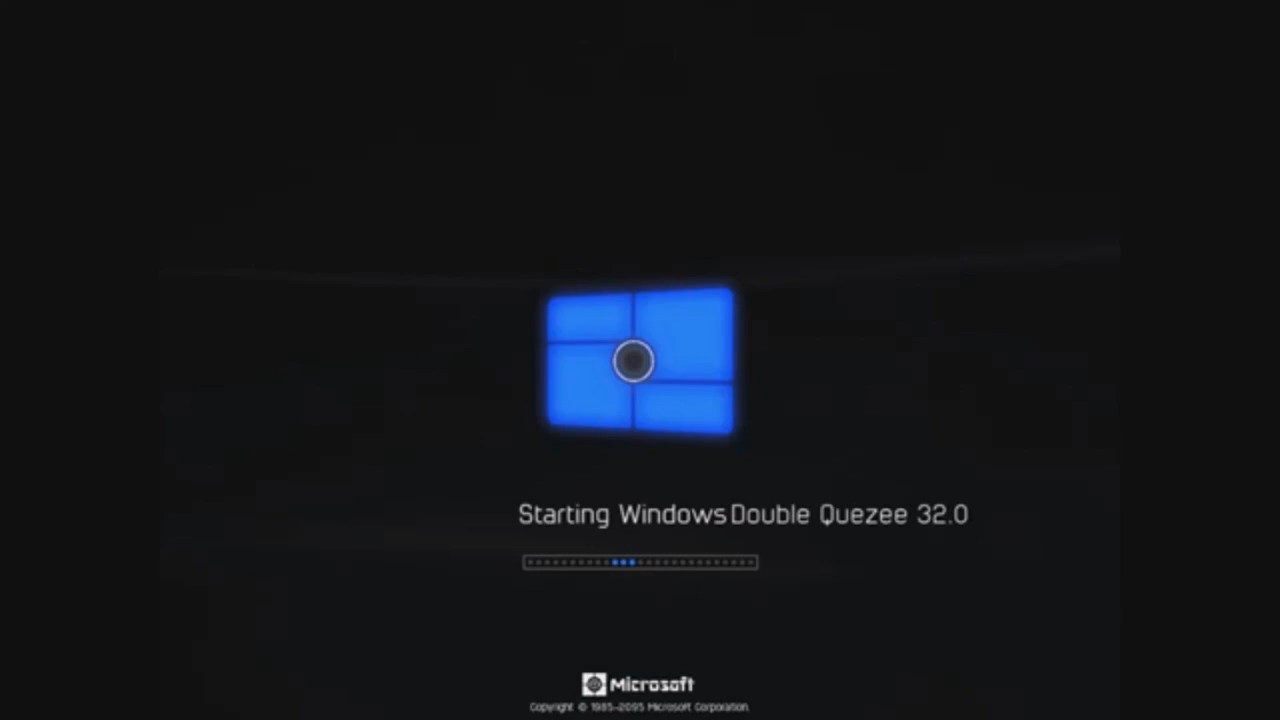 Starting Windows Double Quezee 32.0
Microsoft
Copyright © 1985-2095 Microsoft Corporation.